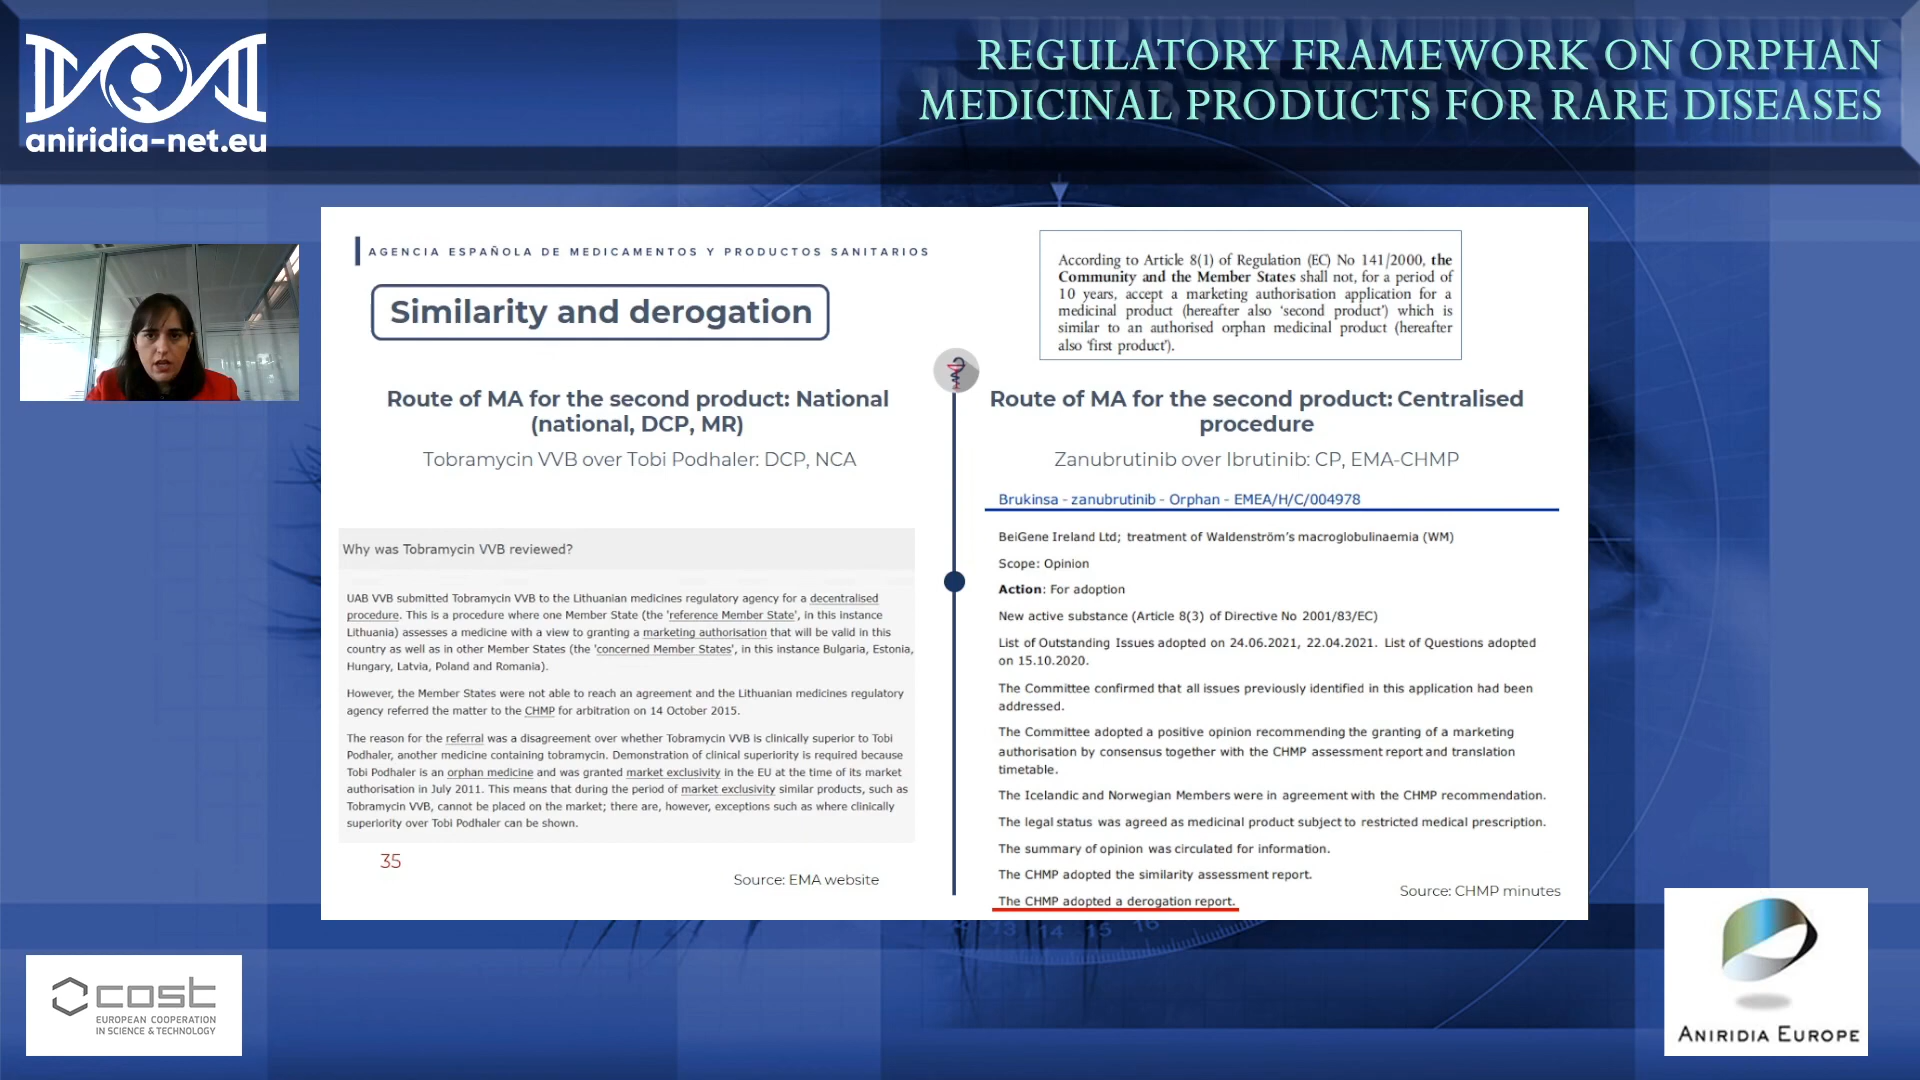 aniridia-net.eu
REGULATORY FRAMEWORK ON ORPHAN
MEDICINAL PRODUCTS FOR RARE DISEASES
AGENCIA ESPAÑOLA DE MEDICAMENTOS Y PRODUCTOS SANITARIOS
Similarity and derogation
According to Article 8(1) of Regulation (EC) No 141/2000, the
Community and the Member States shall not, for a period of
10 years, accept a marketing authorisation application for a
medicinal product (hereafter also ‘second product’) which is
similar to an authorised orphan medicinal product (hereafter
also ‘first product’).
Route of MA for the second product: National
(national, DCP, MR)
Tobramycin VVB over Tobi Podhaler: DCP, NCA
Why was Tobramycin VVB reviewed?
UAB VVB submitted Tobramycin VVB to the Lithuanian medicines regulatory agency for a decentralised
procedure. This is a procedure where one Member State (the 'reference Member State', in this instance
Lithuania) assesses a medicine with a view to granting a marketing authorisation that will be valid in this
country as well as in other Member States (the 'concerned Member States', in this instance Bulgaria, Estonia,
Hungary, Latvia, Poland and Romania).
However, the Member States were not able to reach an agreement and the Lithuanian medicines regulatory
agency referred the matter to the CHMP for arbitration on 14 October 2015.
The reason for the referral was a disagreement over whether Tobramycin VVB is clinically superior to Tobi
Podhaler, another medicine containing tobramycin. Demonstration of clinical superiority is required because
Tobi Podhaler is an orphan medicine and was granted market exclusivity in the EU at the time of its market
authorisation in July 2011. This means that during the period of market exclusivity similar products, such as
Tobramycin VVB, cannot be placed on the market; there are, however, exceptions such as where clinically
superiority over Tobi Podhaler can be shown.
35
Source: EMA website
Route of MA for the second product: Centralised
procedure
Zanubrutinib over Ibrutinib: CP, EMA-CHMP
Brukinsa - zanubrutinib - Orphan - EMEA/H/C/004978
BeiGene Ireland Ltd; treatment of Waldenström’s macroglobulinaemia (WM)
Scope: Opinion
Action: For adoption
New active substance (Article 8(3) of Directive No 2001/83/EC)
List of Outstanding Issues adopted on 24.06.2021, 22.04.2021. List of Questions adopted
on 15.10.2020.
The Committee confirmed that all issues previously identified in this application had been
addressed.
The Committee adopted a positive opinion recommending the granting of a marketing
authorisation by consensus together with the CHMP assessment report and translation
timetable.
The Icelandic and Norwegian Members were in agreement with the CHMP recommendation.
The legal status was agreed as medicinal product subject to restricted medical prescription.
The summary of opinion was circulated for information.
The CHMP adopted the similarity assessment report.
The CHMP adopted a derogation report.
Source: CHMP minutes
13 14 15 16
cost
EUROPEAN COOPERATION
IN SCIENCE & TECHNOLOGY
ANIRIDIA EUROPE